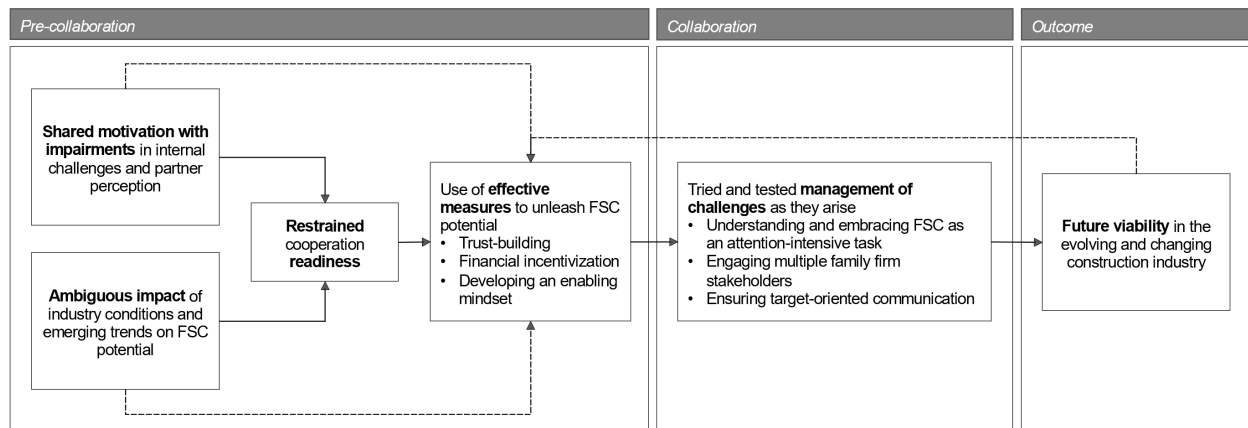 Pre-collaboration
Collaboration
Outcome
Shared motivation with
impairments in internal
challenges and partner
perception
Ambiguous impact of
industry conditions and
emerging trends on FSC
potential
Restrained
cooperation
readiness
Use of effective
measures to unleash FSC
potential
• Trust-building
• Financial incentivization
• Developing an enabling
mindset
Tried and tested management of
challenges as they arise
• Understanding and embracing FSC as
an attention-intensive task
• Engaging multiple family firm
stakeholders
• Ensuring target-oriented communication
Future viability in the
evolving and changing
construction industry